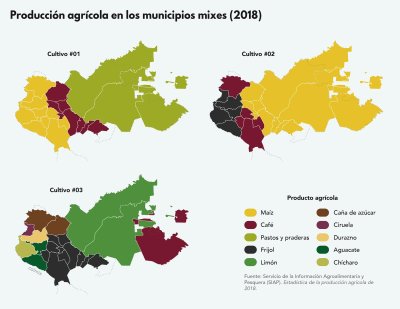 Producción agrícola en los municipios mixes (2018)
Cultivo #01
Cultivo #02
Cultivo #03
Producto agrícola
Maíz
Café
Pastos y praderas
Frijol
Limón
Caña de azúcar
Ciruela
Durazno
Aguacate
Chícharo
Fuente: Servicio de la Información Agroalimentaria y
Pesquera (SIAP). Estadística de la producción agrícola de
2018.